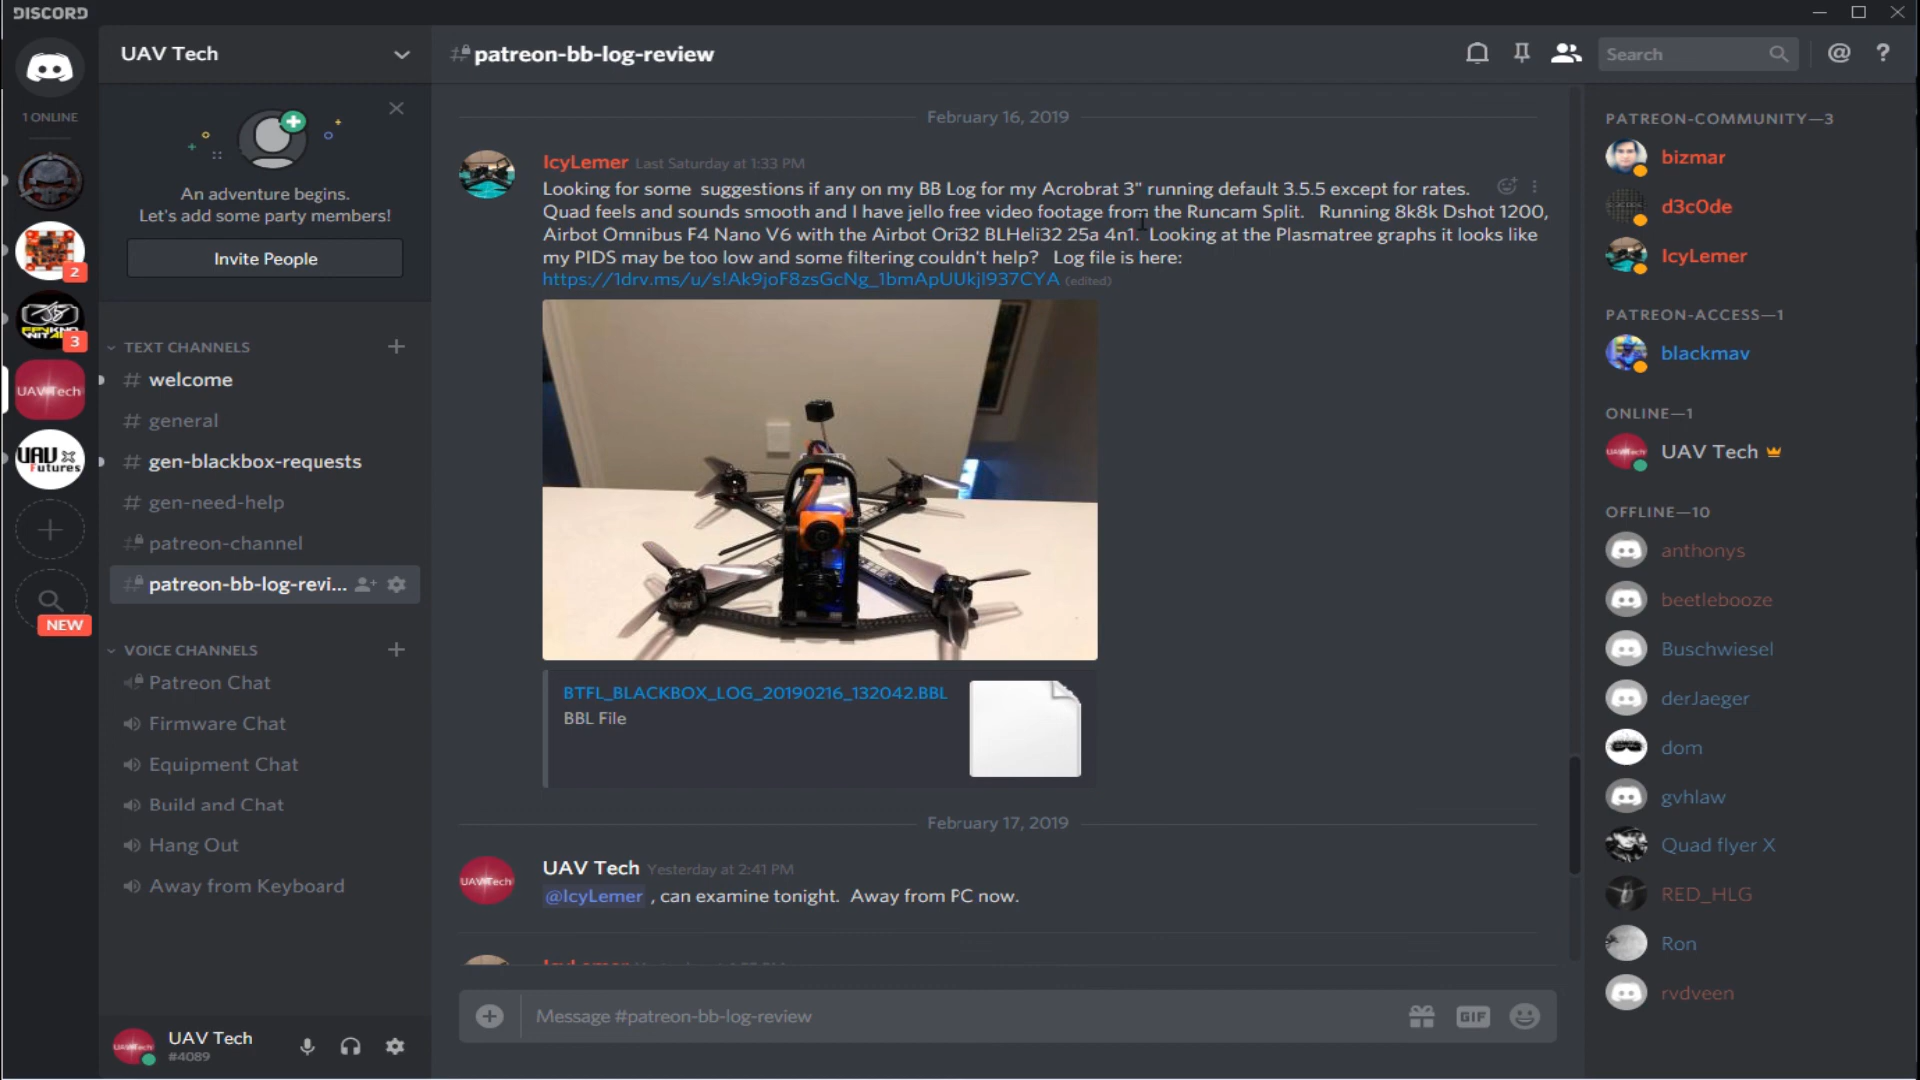 DISCORD
1 ONLINE
2
3
UAV Tech
UAV
Futures
NEW
UAV Tech
An adventure begins.
Let's add some party members!
Invite People
TEXT CHANNELS
# welcome
# general
# gen-blackbox-requests
# gen-need-help
# patreon-channel
# patreon-bb-log-revi...
VOICE CHANNELS
Patreon Chat
Firmware Chat
Equipment Chat
Build and Chat
Hang Out
Away from Keyboard
UAV Tech
#4089
# patreon-bb-log-review
Search
@ ?
February 16, 2019
IcyLemer Last Saturday at 1:33 PM
Looking for some suggestions if any on my BB Log for my Acrobrat 3" running default 3.5.5 except for rates.
Quad feels and sounds smooth and I have jello free video footage from the Runcam Split. Running 8k8k Dshot 1200,
Airbot Omnibus F4 Nano V6 with the Airbot Ori32 BLHeli32 25a 4n1. Looking at the Plasmatree graphs it looks like
my PIDS may be too low and some filtering couldn't help? Log file is here:
https://1drv.ms/u/s!Ak9joF8zsGcNg_1bmApUUkjl937CYA (edited)
BTFL_BLACKBOX_LOG_20190216_132042.BBL
BBL File
February 17, 2019
UAV Tech Yesterday at 2:41 PM
@IcyLemer , can examine tonight. Away from PC now.
Message #patreon-bb-log-review
GIF
PATREON-COMMUNITY—3
bizmar
d3c0de
IcyLemer
PATREON-ACCESS—1
blackmav
ONLINE—1
UAV Tech
OFFLINE—10
anthonys
beetlebooze
Buschwiesel
derJaeger
dom
gvhlaw
Quad flyer X
RED_HLG
Ron
rvdveen